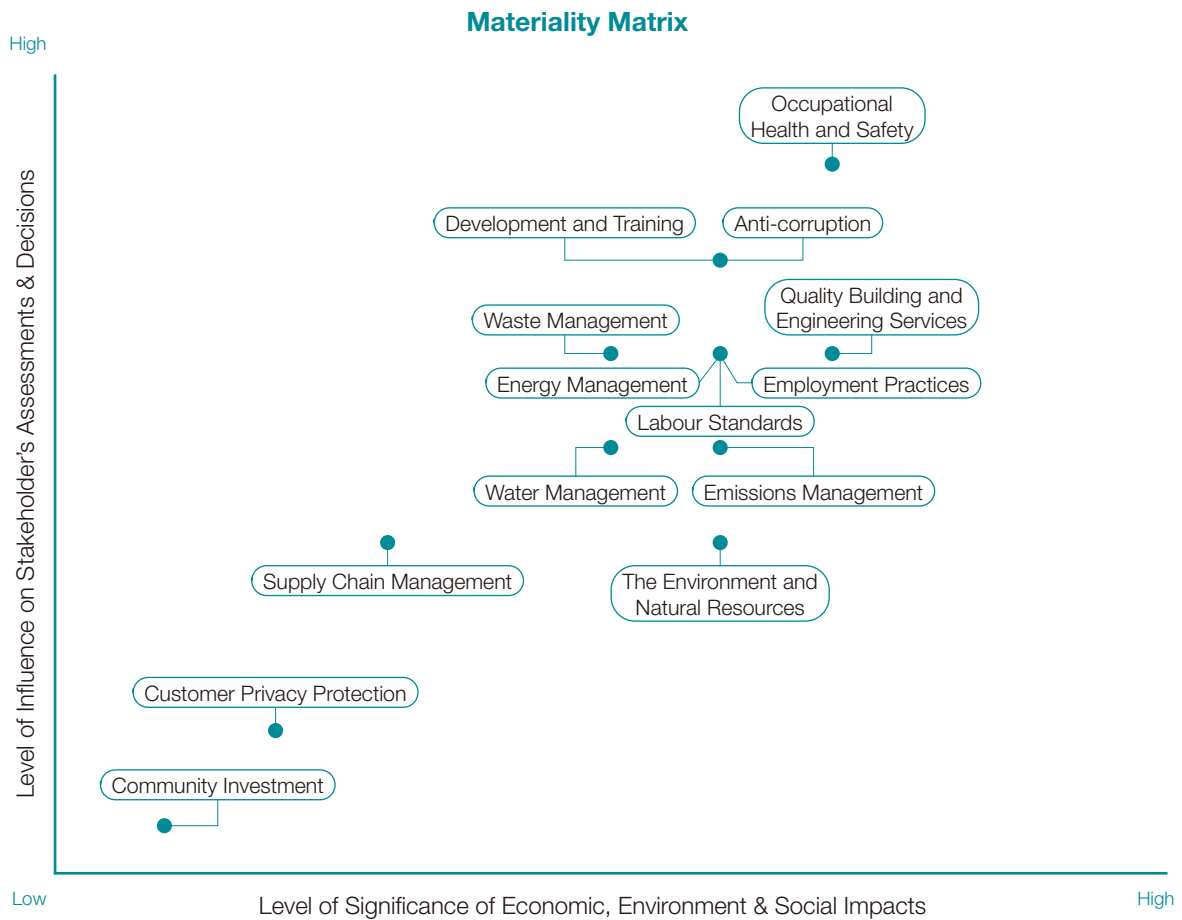 Materiality Matrix
High
Level of Influence on Stakeholder's Assessments & Decisions
Occupational
Health and Safety
Development and Training
Anti-corruption
Quality Building and
Engineering Services
Waste Management
Energy Management
Employment Practices
Labour Standards
Water Management
Emissions Management
Supply Chain Management
The Environment and
Natural Resources
Customer Privacy Protection
Community Investment
Low
Level of Significance of Economic, Environment & Social Impacts
High